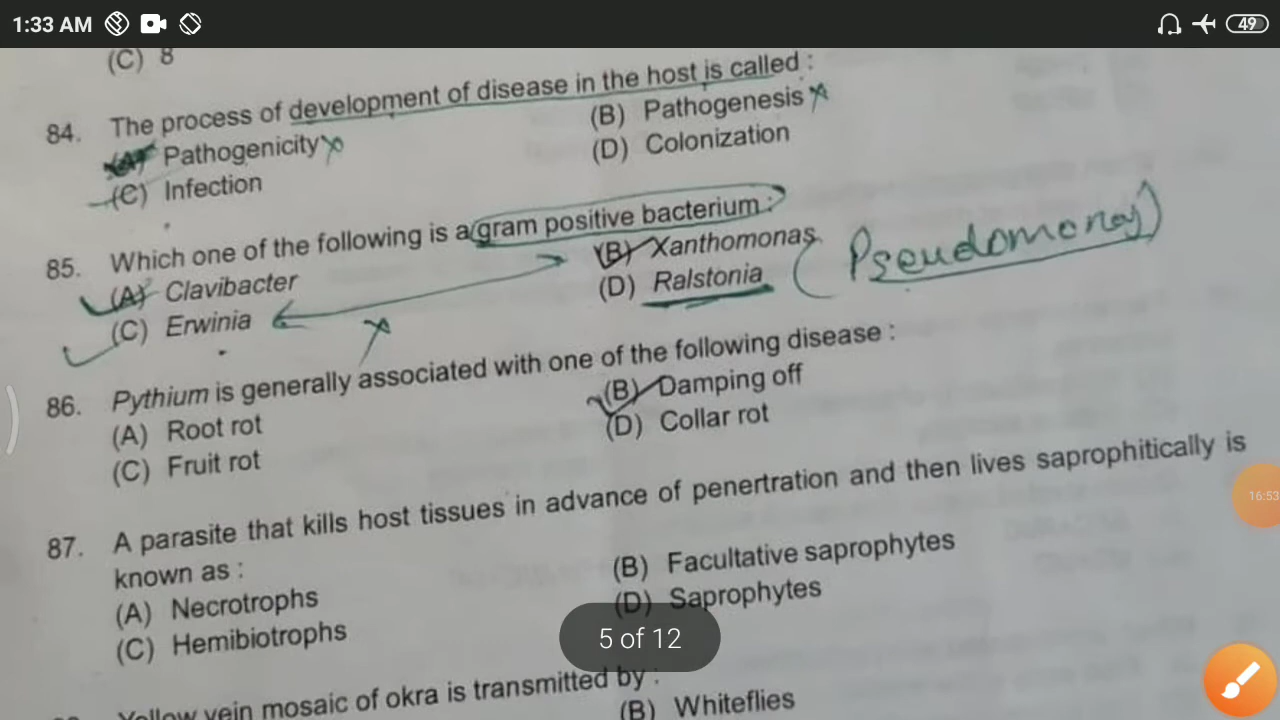 1:33 AM 49
(C) 8
84. The process of development of disease in the host is called :
(A) Pathogenicity (B) Pathogenesis
(C) Infection (D) Colonization
85. Which one of the following is a gram positive bacterium :
(A) Clavibacter (B) Xanthomonas
(C) Erwinia (D) Ralstonia (Pseudomonas)
86. Pythium is generally associated with one of the following disease :
(A) Root rot (B) Damping off
(C) Fruit rot (D) Collar rot
87. A parasite that kills host tissues in advance of penertration and then lives saprophitically is
known as :
(A) Necrotrophs (B) Facultative saprophytes
(C) Hemibiotrophs (D) Saprophytes
16:53
5 of 12
Yellow vein mosaic of okra is transmitted by :
(B) Whiteflies